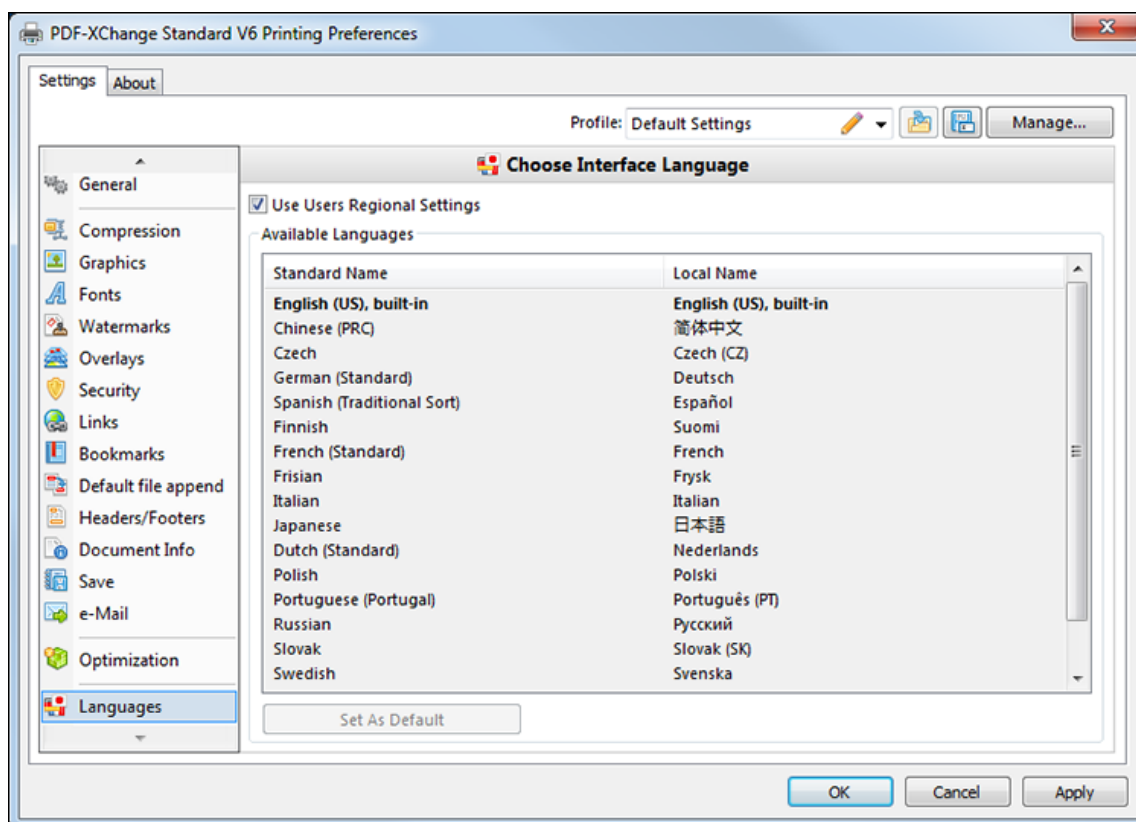 PDF-XChange Standard V6 Printing Preferences
Settings About
Profile: Default Settings Manage...
General
Compression
Graphics
Fonts
Watermarks
Overlays
Security
Links
Bookmarks
Default file append
Headers/Footers
Document Info
Save
e-Mail
Optimization
Languages
Choose Interface Language
Use Users Regional Settings
Available Languages
Standard Name Local Name
English (US), built-in English (US), built-in
Chinese (PRC) 简体中文
Czech Czech (CZ)
German (Standard) Deutsch
Spanish (Traditional Sort) Español
Finnish Suomi
French (Standard) French
Frisian Frysk
Italian Italian
Japanese 日本語
Dutch (Standard) Nederlands
Polish Polski
Portuguese (Portugal) Português (PT)
Russian Русский
Slovak Slovak (SK)
Swedish Svenska
Set As Default
OK Cancel Apply